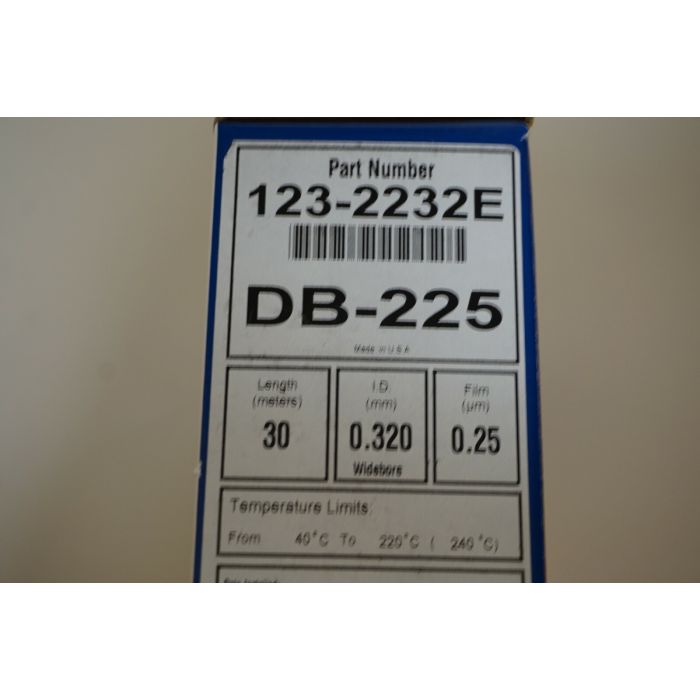 Part Number
123-2232E
DB-225
Made in U.S.A.
Length
(meters)
30
I.D.
(mm)
0.320
Widebore
Film
(µm)
0.25
Temperature Limits:
From 40°C To 220°C ( 240°C)